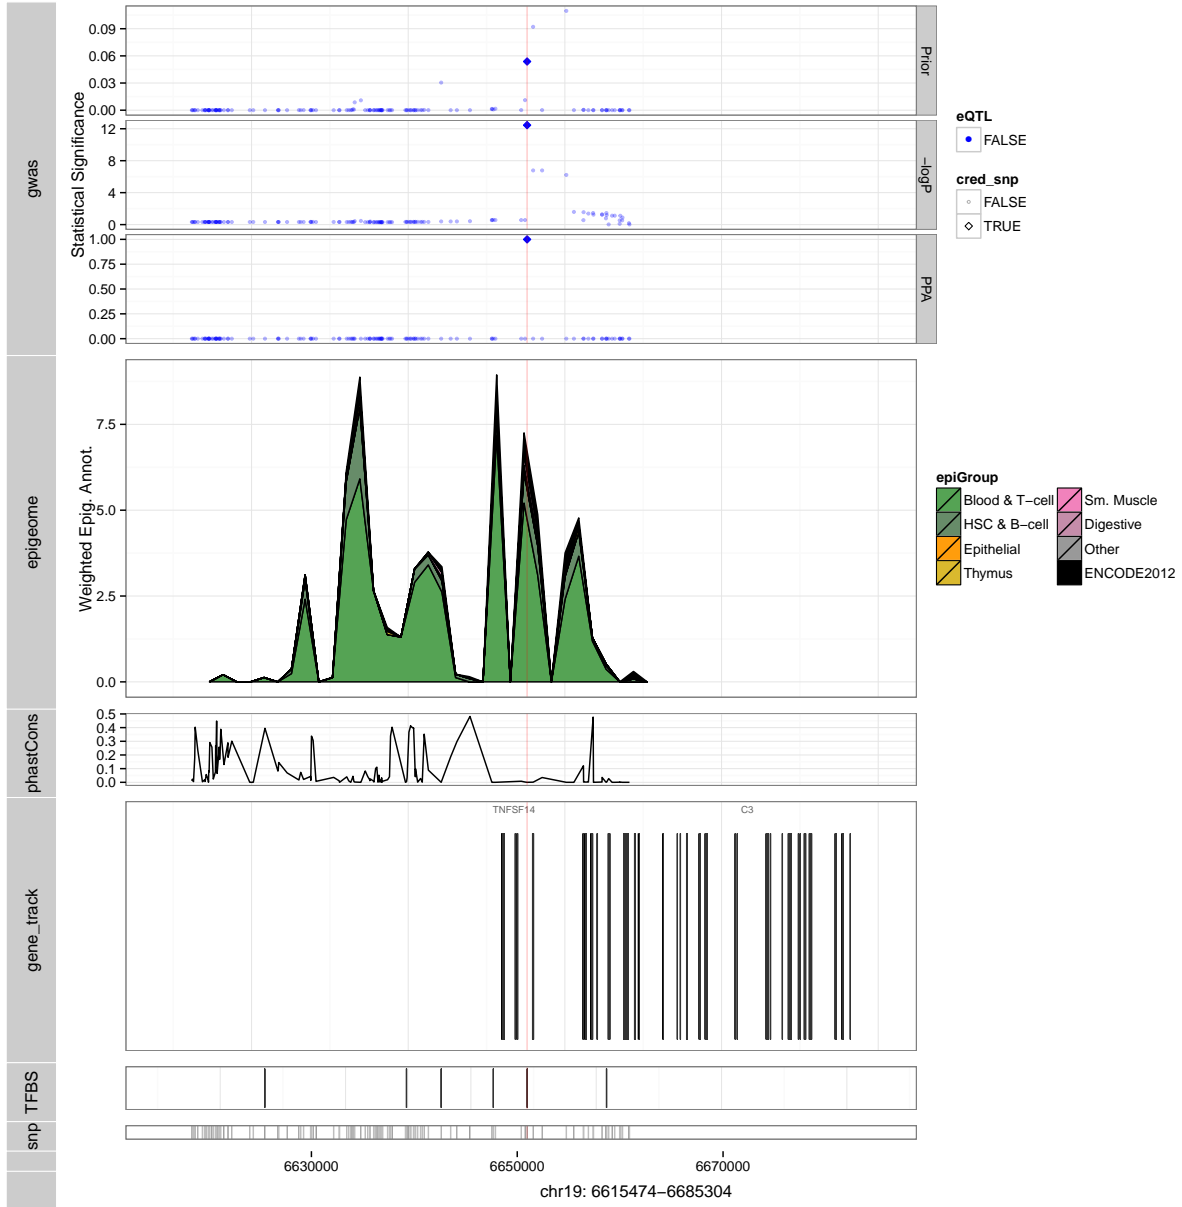 gwas
Statistical Significance
0.09
0.06
0.03
0.00
Prior
12
8
4
0
−logP
1.00
0.75
0.50
0.25
0.00
PPA
eQTL
FALSE
cred_snp
FALSE
TRUE
epigeome
Weighted Epig. Annot.
7.5
5.0
2.5
0.0
epiGroup
Blood & T−cell
HSC & B−cell
Epithelial
Thymus
Sm. Muscle
Digestive
Other
ENCODE2012
phastCons
0.5
0.4
0.3
0.2
0.1
0.0
gene_track
TNFSF14
C3
TFBS
snp
6630000 6650000 6670000
chr19: 6615474−6685304